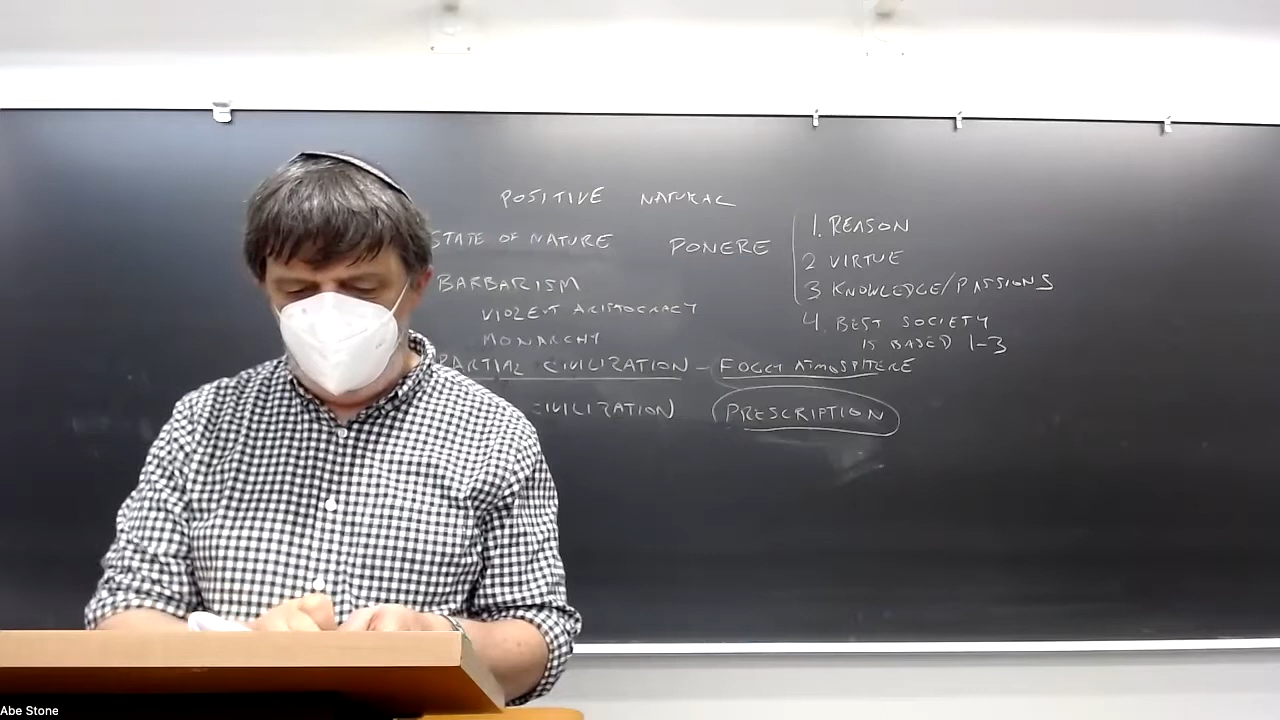 POSITIVE NATURAL
STATE OF NATURE
PONERE
BARBARISM
VIOLENT ARISTOCRACY
MONARCHY
PARTIAL CIVILIZATION - FOGGY ATMOSPHERE
CIVILIZATION
PRESCRIPTION
1. REASON
2 VIRTUE
3 KNOWLEDGE/PASSIONS
4. BEST SOCIETY
IS BASED 1-3
Abe Stone